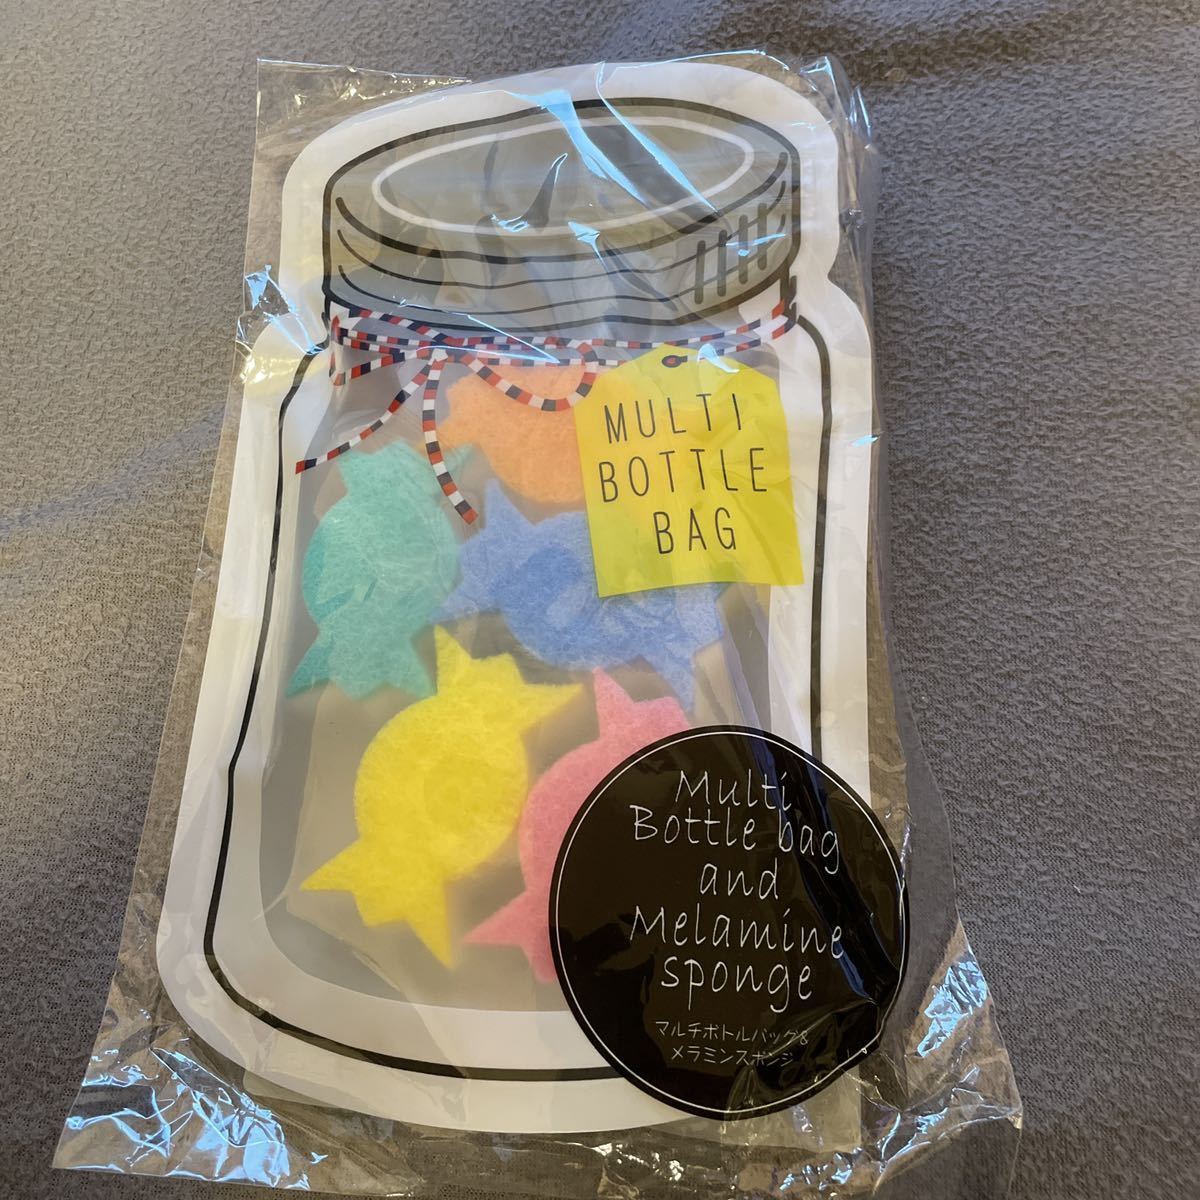 MULTI
BOTTLE
BAG
Multi
Bottle bag
and
Melamine
sponge
マルチボトルバッグ&
メラミンスポンジ